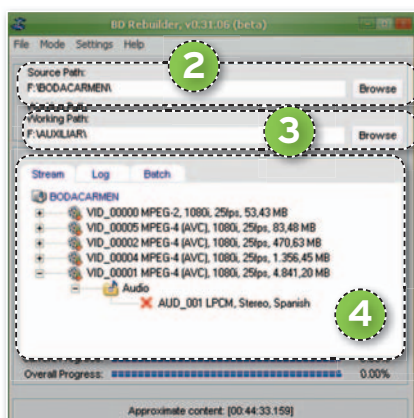 BD Rebuilder, v0.31.06 (beta)
File Mode Settings Help
2
Source Path:
F:\BODACARMEN\
Browse
3
Working Path:
F:\AUXILIAR\
Browse
Stream Log Batch
BODACARMEN
VID_00000 MPEG-2, 1080i, 25fps, 53,43 MB
VID_00005 MPEG-4 (AVC), 1080i, 25fps, 83,48 MB
VID_00002 MPEG-4 (AVC), 1080i, 25fps, 470,63 MB
VID_00004 MPEG-4 (AVC), 1080i, 25fps, 1.356,45 MB
VID_00001 MPEG-4 (AVC), 1080i, 25fps, 4.841,20 MB
Audio
AUD_001 LPCM, Stereo, Spanish
4
Overall Progress:
0.00%
Approximate content: [00:44:33.159]